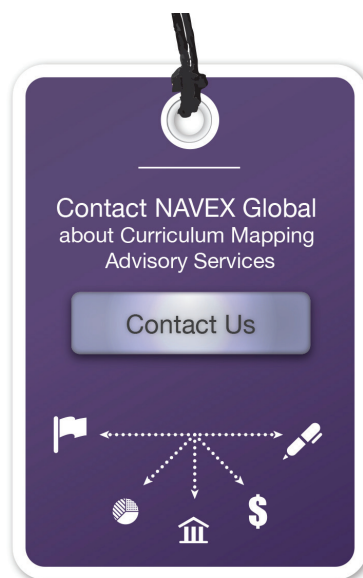 Contact NAVEX Global
about Curriculum Mapping
Advisory Services
Contact Us
$